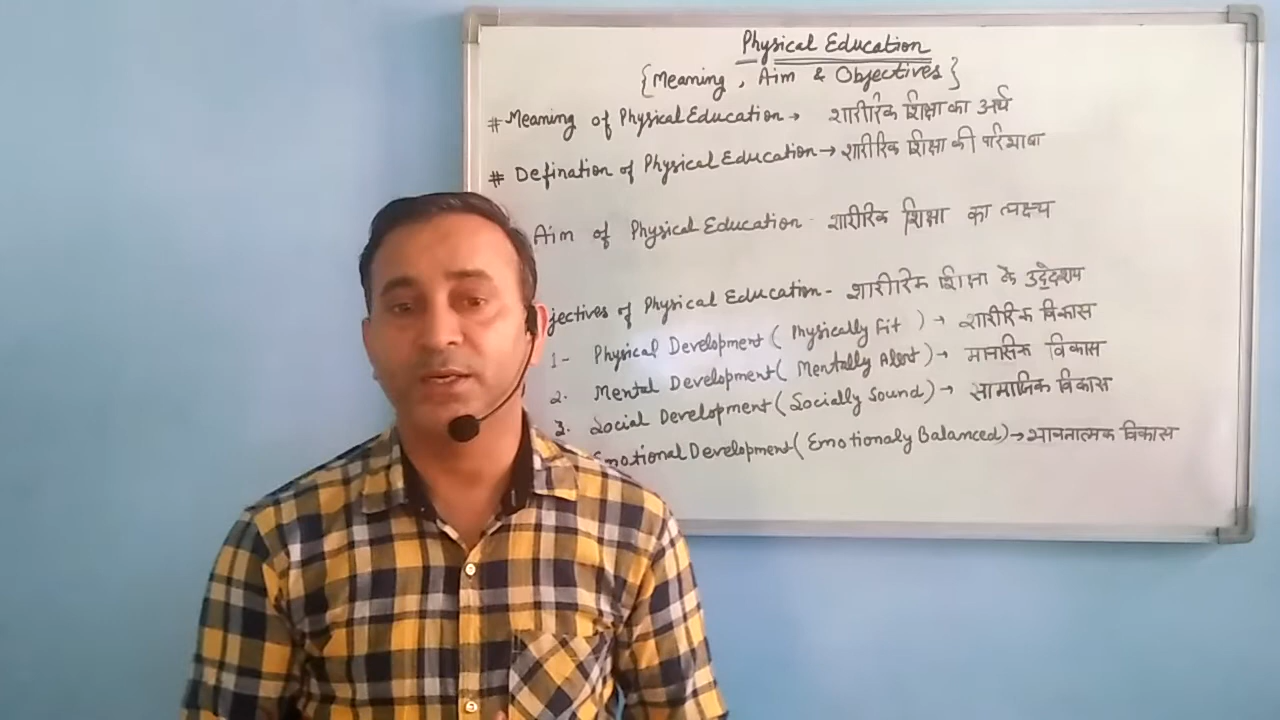 Physical Education
{Meaning, Aim & Objectives}
# Meaning of Physical Education → शारीरिक शिक्षा का अर्थ
# Defination of Physical Education → शारीरिक शिक्षा की परिभाषा
Aim of Physical Education - शारीरिक शिक्षा का लक्ष्य
jectives of Physical Education - शारीरिक शिक्षा के उद्देश्य
1- Physical Development ( Physically Fit ) → शारीरिक विकास
2. Mental Development ( Mentally Alert ) → मानसिक विकास
3. Social Development ( Socially Sound ) → सामाजिक विकास
Emotional Development ( Emotionaly Balanced ) → भावनात्मक विकास